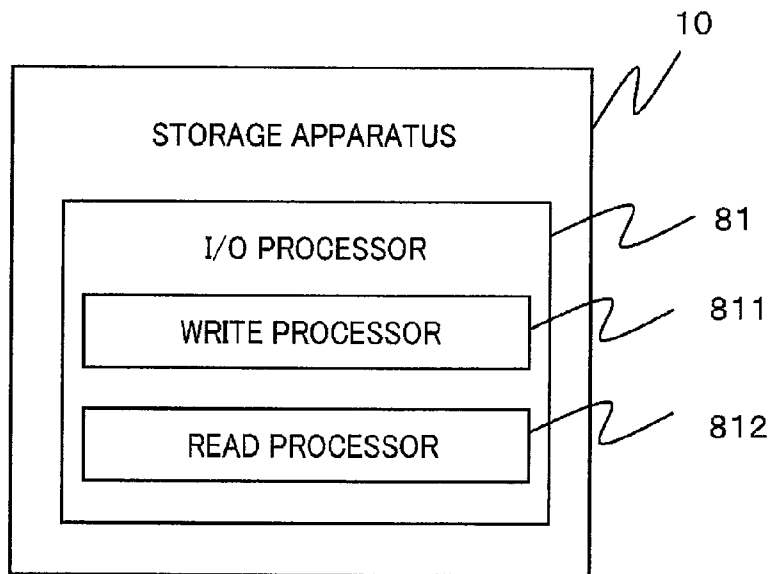 10
STORAGE APPARATUS
81
I/O PROCESSOR
811
WRITE PROCESSOR
812
READ PROCESSOR